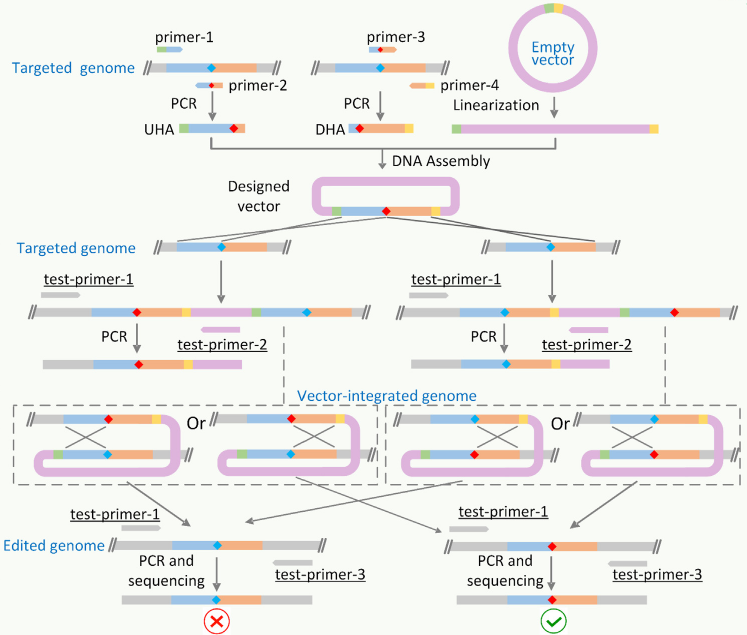 primer-1
primer-3
Targeted genome
Empty
vector
primer-2
primer-4
PCR
PCR
Linearization
UHA
DHA
DNA Assembly
Designed
vector
Targeted genome
test-primer-1
test-primer-1
PCR
test-primer-2
PCR
test-primer-2
Vector-integrated genome
Or
Or
test-primer-1
test-primer-1
Edited genome
PCR and
sequencing
test-primer-3
PCR and
sequencing
test-primer-3